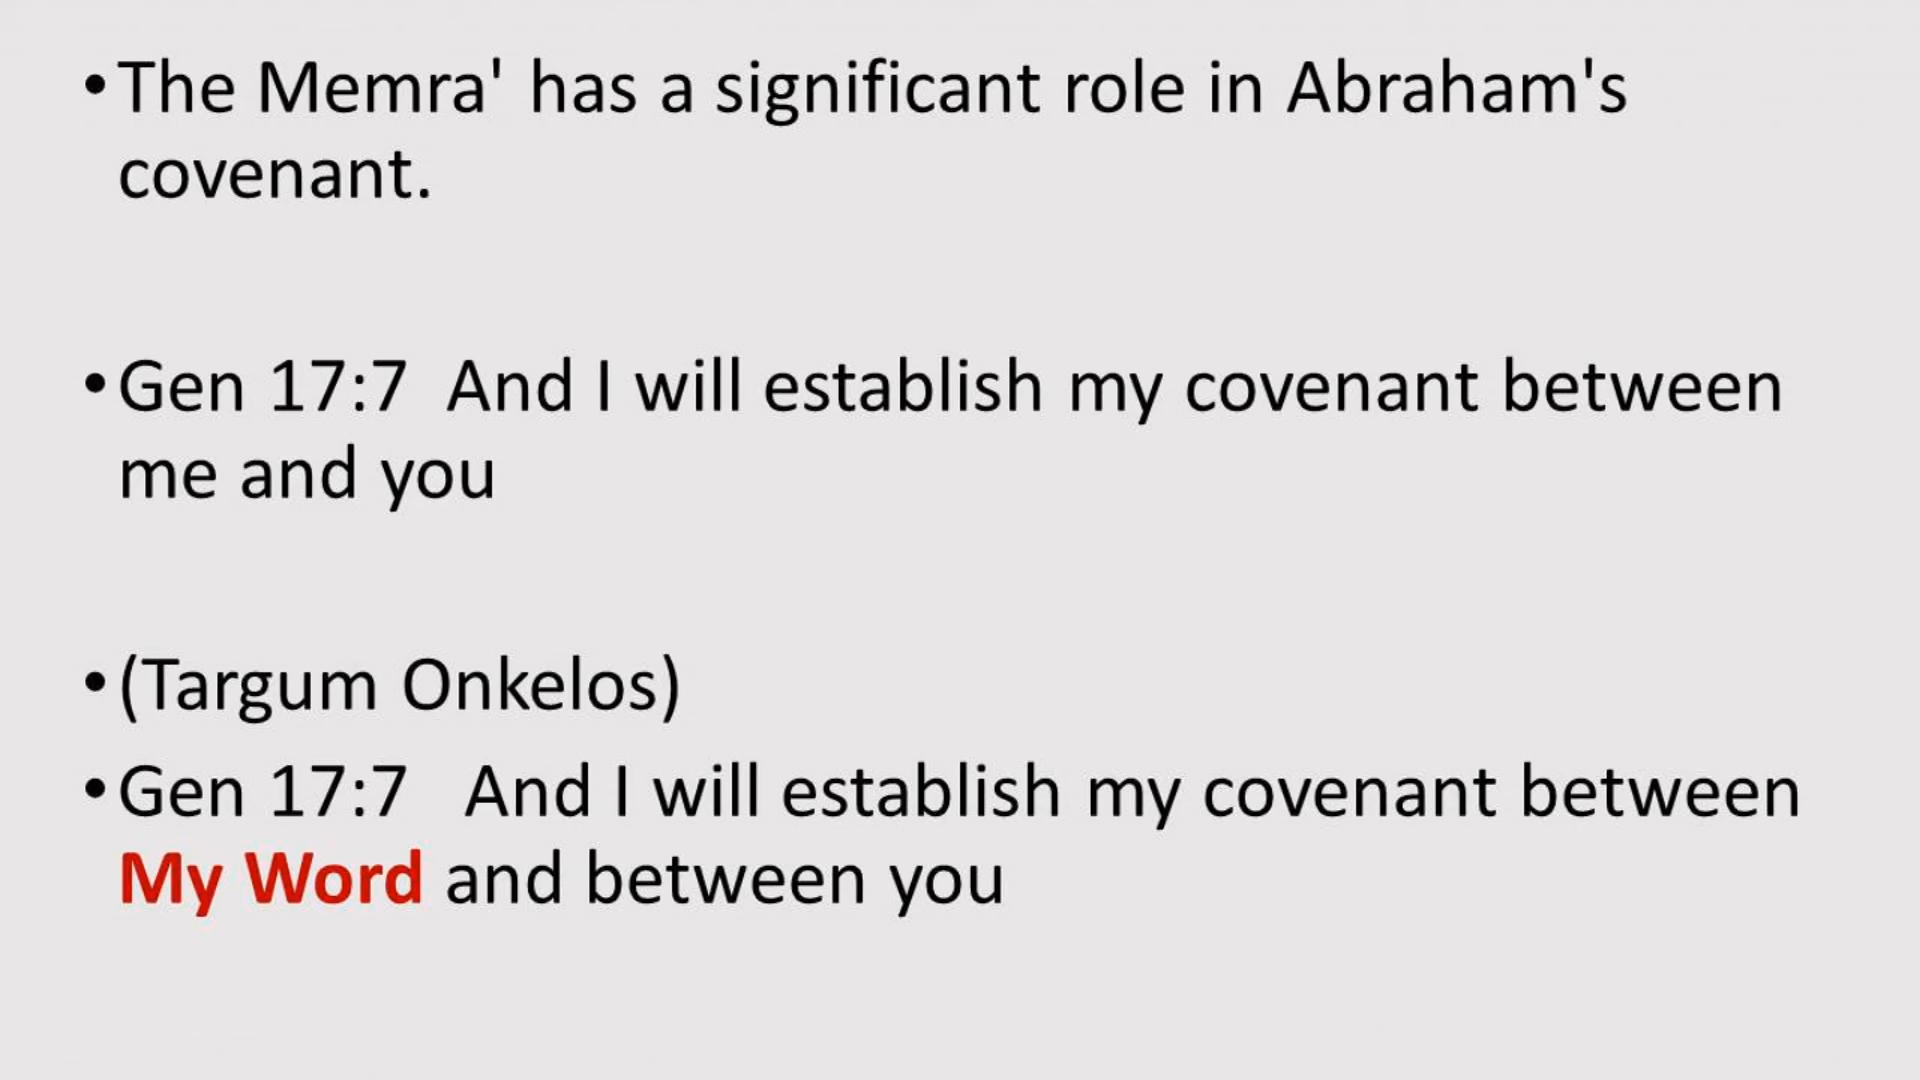 •The Memra' has a significant role in Abraham's
covenant.
•Gen 17:7  And I will establish my covenant between
me and you
•(Targum Onkelos)
•Gen 17:7   And I will establish my covenant between
My Word and between you